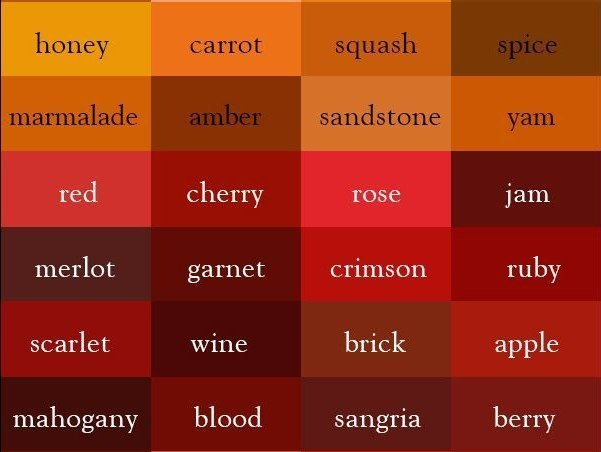 honey carrot squash spice
marmalade amber sandstone yam
red cherry rose jam
merlot garnet crimson ruby
scarlet wine brick apple
mahogany blood sangria berry